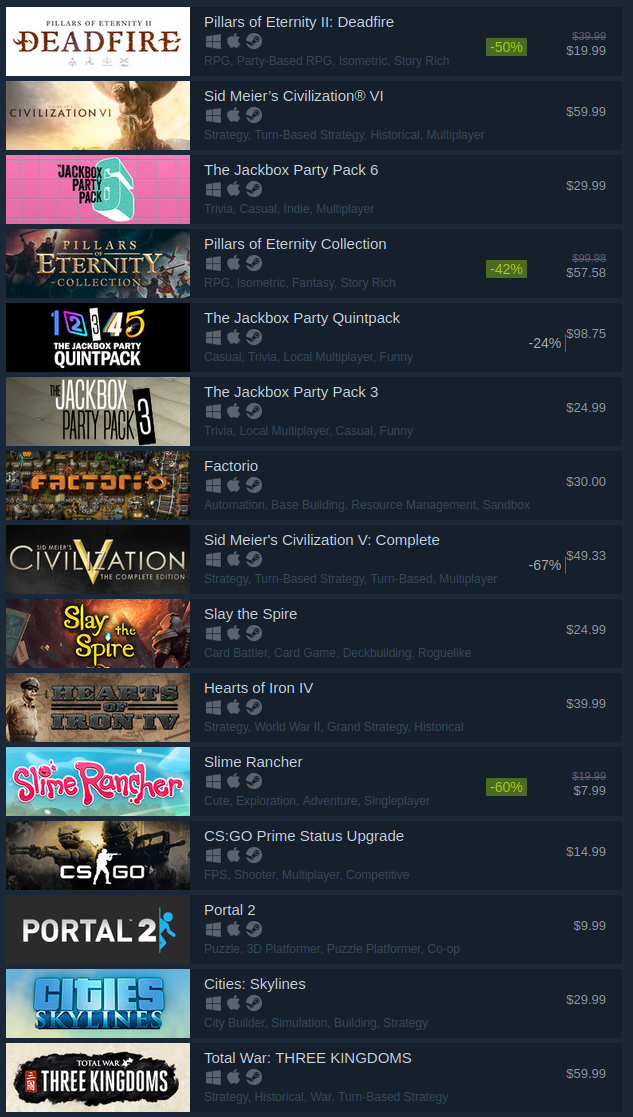 PILLARS OF ETERNITY II
DEADFIRE
Pillars of Eternity II: Deadfire
-50%
$39.99
$19.99
RPG, Party-Based RPG, Isometric, Story Rich
SID MEIER'S
CIVILIZATION VI
Sid Meier’s Civilization® VI
$59.99
Strategy, Turn-Based Strategy, Historical, Multiplayer
THE JACKBOX
PARTY
PACK
6
The Jackbox Party Pack 6
$29.99
Trivia, Casual, Indie, Multiplayer
PILLARS
OF
ETERNITY
COLLECTION
Pillars of Eternity Collection
-42%
$99.98
$57.58
RPG, Isometric, Fantasy, Story Rich
1 2 3 4 5
THE JACKBOX PARTY
QUINTPACK
The Jackbox Party Quintpack
-24%
$98.75
Casual, Trivia, Local Multiplayer, Funny
THE JACKBOX
PARTY PACK 3
The Jackbox Party Pack 3
$24.99
Trivia, Local Multiplayer, Casual, Funny
FACTORIO
Factorio
$30.00
Automation, Base Building, Resource Management, Sandbox
SID MEIER'S
CIVILIZATION V
THE COMPLETE EDITION
Sid Meier's Civilization V: Complete
-67%
$49.33
Strategy, Turn-Based Strategy, Turn-Based, Multiplayer
Slay the
Spire
Slay the Spire
$24.99
Card Battler, Card Game, Deckbuilding, Roguelike
HEARTS
OF
IRON IV
Hearts of Iron IV
$39.99
Strategy, World War II, Grand Strategy, Historical
Slime Rancher
Slime Rancher
-60%
$19.99
$7.99
Cute, Exploration, Adventure, Singleplayer
CS GO
CS:GO Prime Status Upgrade
$14.99
FPS, Shooter, Multiplayer, Competitive
PORTAL 2
Portal 2
$9.99
Puzzle, 3D Platformer, Puzzle Platformer, Co-op
CITIES
SKYLINES
Cities: Skylines
$29.99
City Builder, Simulation, Building, Strategy
TOTAL WAR
三國
THREE KINGDOMS
Total War: THREE KINGDOMS
$59.99
Strategy, Historical, War, Turn-Based Strategy